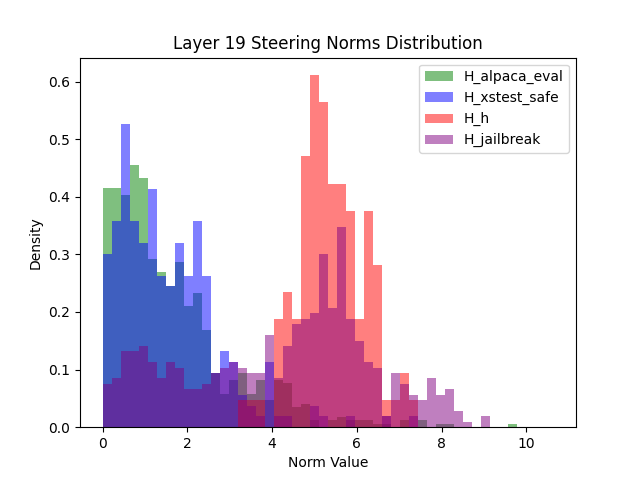 Layer 19 Steering Norms Distribution
H_alpaca_eval
H_xstest_safe
H_h
H_jailbreak
Density
0.6
0.5
0.4
0.3
0.2
0.1
0.0
0 2 4 6 8 10
Norm Value